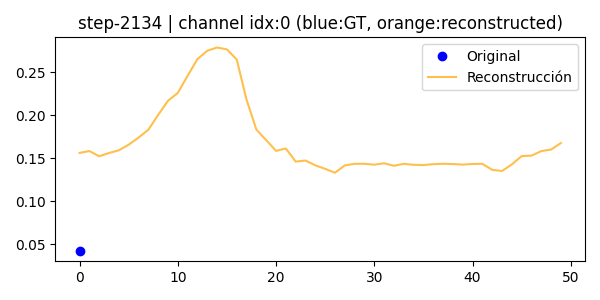 step-2134 | channel idx:0 (blue:GT, orange:reconstructed)
Original
Reconstrucción
0.25
0.20
0.15
0.10
0.05
0 10 20 30 40 50